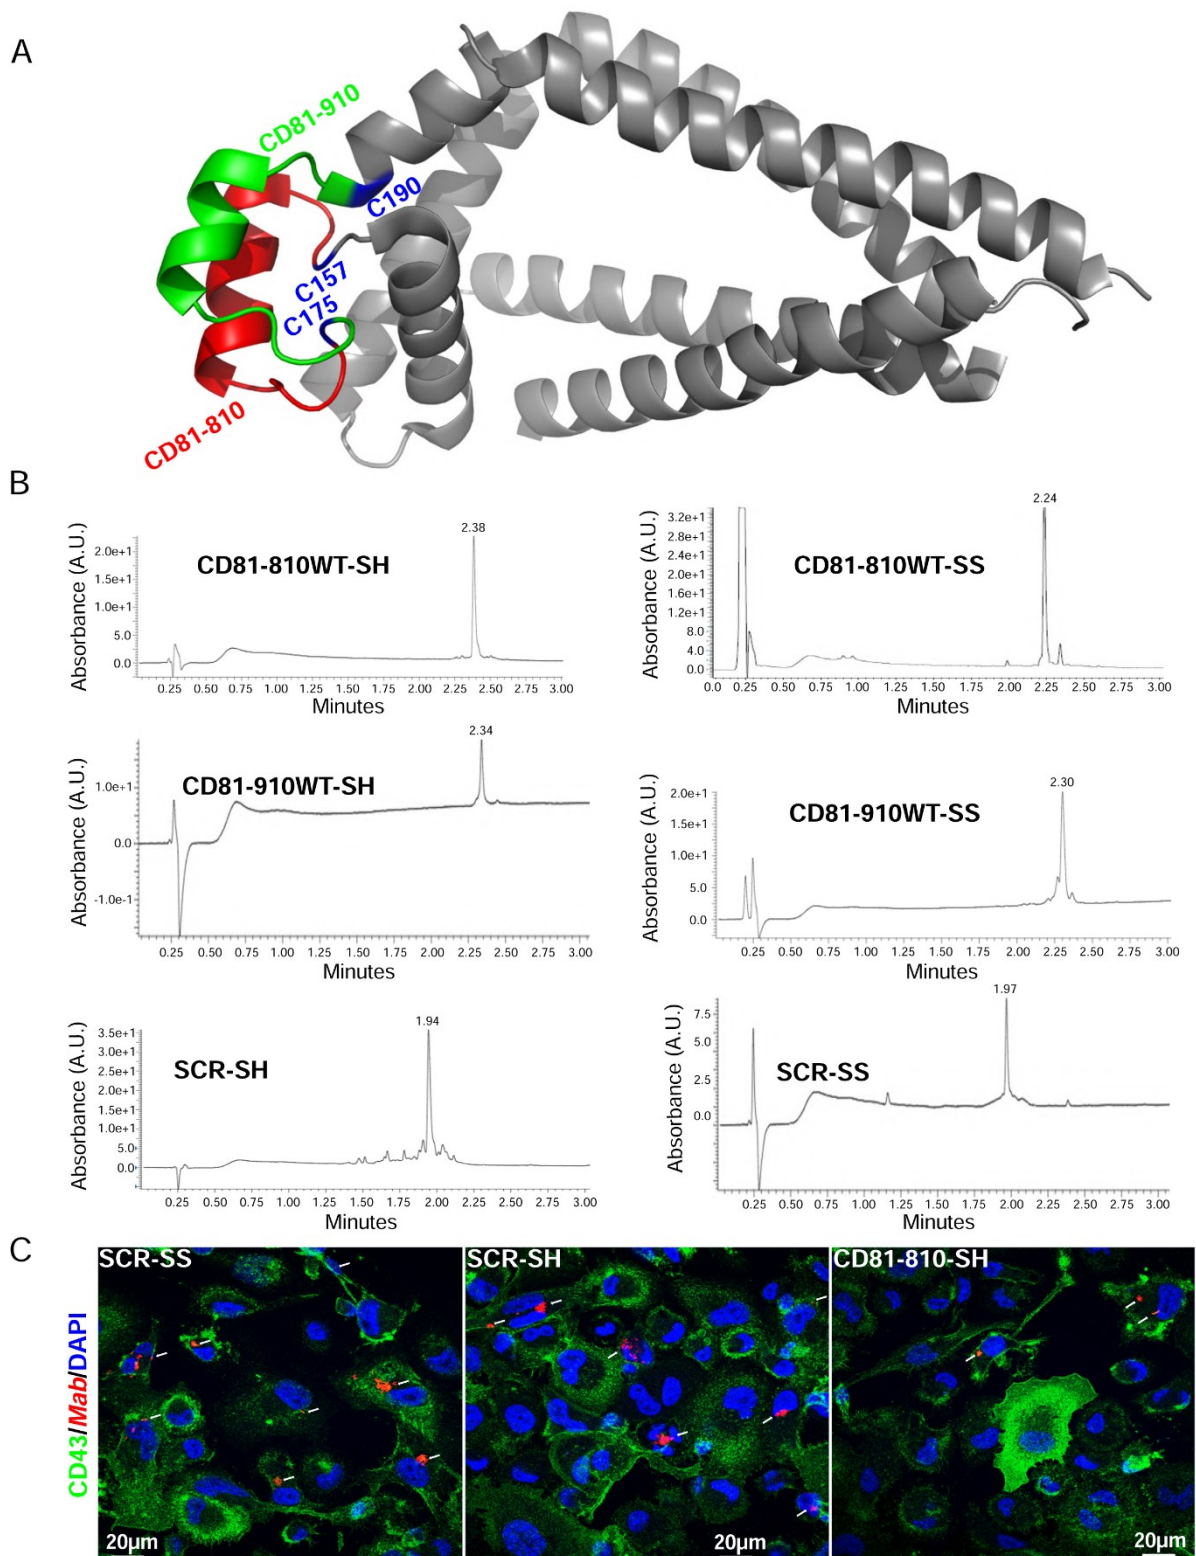 A
CD81-910
C190
C157
C175
CD81-810
B
Absorbance (A.U.)
2.0e+1
1.5e+1
1.0e+1
5.0
0.0
CD81-810WT-SH
2.38
0.25 0.50 0.75 1.00 1.25 1.50 1.75 2.00 2.25 2.50 2.75 3.00
Minutes
Absorbance (A.U.)
3.2e+1
2.8e+1
2.4e+1
2.0e+1
1.6e+1
1.2e+1
8.0
4.0
0.0
CD81-810WT-SS
2.24
0.0 0.25 0.50 0.75 1.00 1.25 1.50 1.75 2.00 2.25 2.50 2.75 3.00
Minutes
Absorbance (A.U.)
1.0e+1
0.0
-1.0e-1
CD81-910WT-SH
2.34
0.25 0.50 0.75 1.00 1.25 1.50 1.75 2.00 2.25 2.50 2.75 3.00
Minutes
Absorbance (A.U.)
2.0e+1
1.5e+1
1.0e+1
5.0
0.0
CD81-910WT-SS
2.30
0.25 0.50 0.75 1.00 1.25 1.50 1.75 2.00 2.25 2.50 2.75 3.00
Minutes
Absorbance (A.U.)
3.5e+1
3.0e+1
2.5e+1
2.0e+1
1.5e+1
1.0e+1
5.0
0.0
SCR-SH
1.94
0.25 0.50 0.75 1.00 1.25 1.50 1.75 2.00 2.25 2.50 2.75 3.00
Minutes
Absorbance (A.U.)
7.5
5.0
2.5
0.0
SCR-SS
1.97
0.25 0.50 0.75 1.00 1.25 1.50 1.75 2.00 2.25 2.50 2.75 3.00
Minutes
C
CD43/Mab/DAPI
SCR-SS
20µm
SCR-SH
20µm
CD81-810-SH
20µm